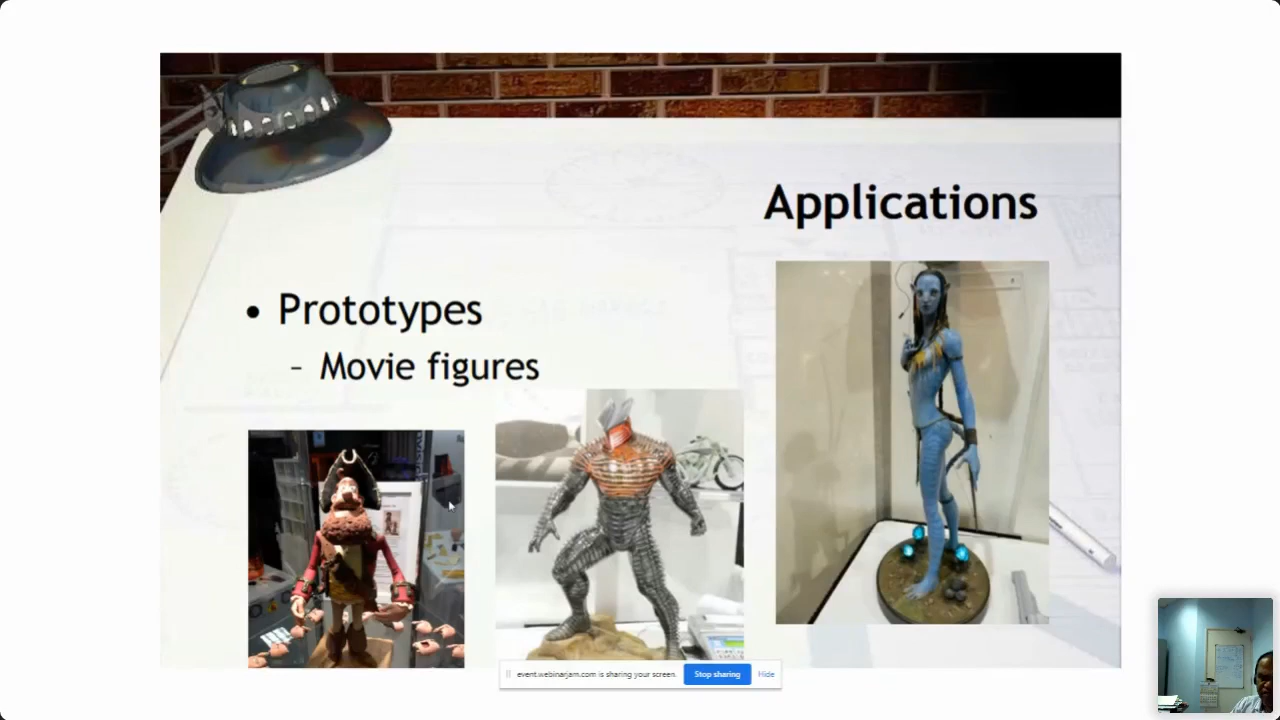 Applications
• Prototypes
– Movie figures
event.webinarjam.com is sharing your screen.
Stop sharing
Hide